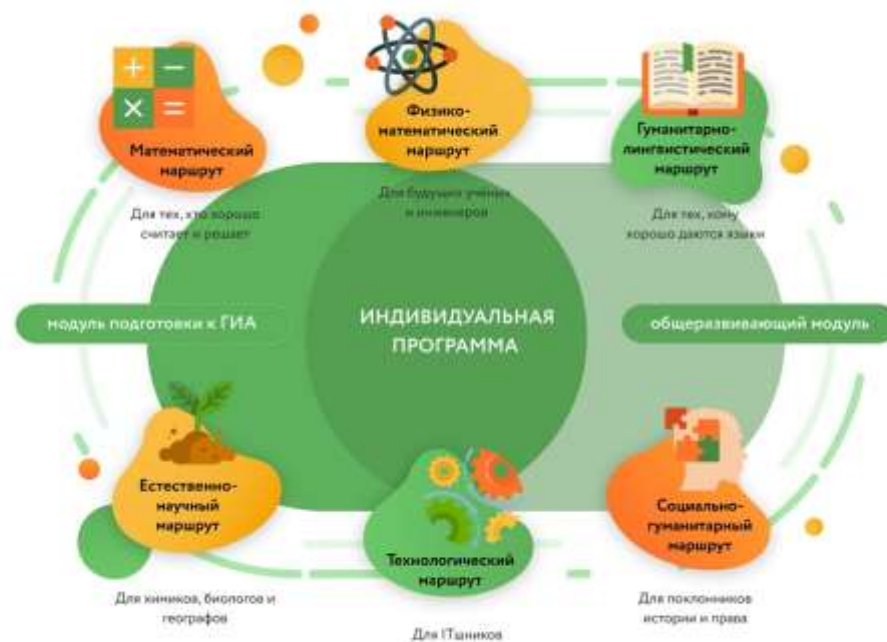 Математический
маршрут
Для тех, кто хорошо
считает и решает
Физико-
математический
маршрут
Для будущих учёных
и инженеров
Гуманитарно-
лингвистический
маршрут
Для тех, кому
хорошо даются языки
модуль подготовки к ГИА
ИНДИВИДУАЛЬНАЯ
ПРОГРАММА
общеразвивающий модуль
Естественно-
научный
маршрут
Для химиков, биологов и
географов
Технологический
маршрут
Для ITшников
Социально-
гуманитарный
маршрут
Для поклонников
истории и права